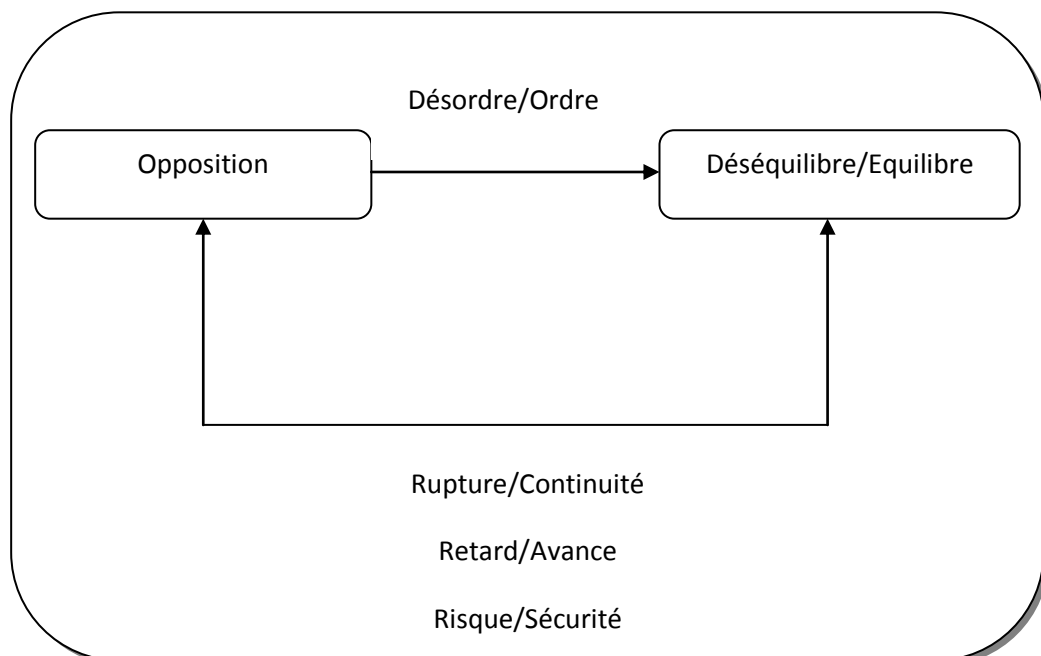 Désordre/Ordre
Opposition
Déséquilibre/Equilibre
Rupture/Continuité
Retard/Avance
Risque/Sécurité